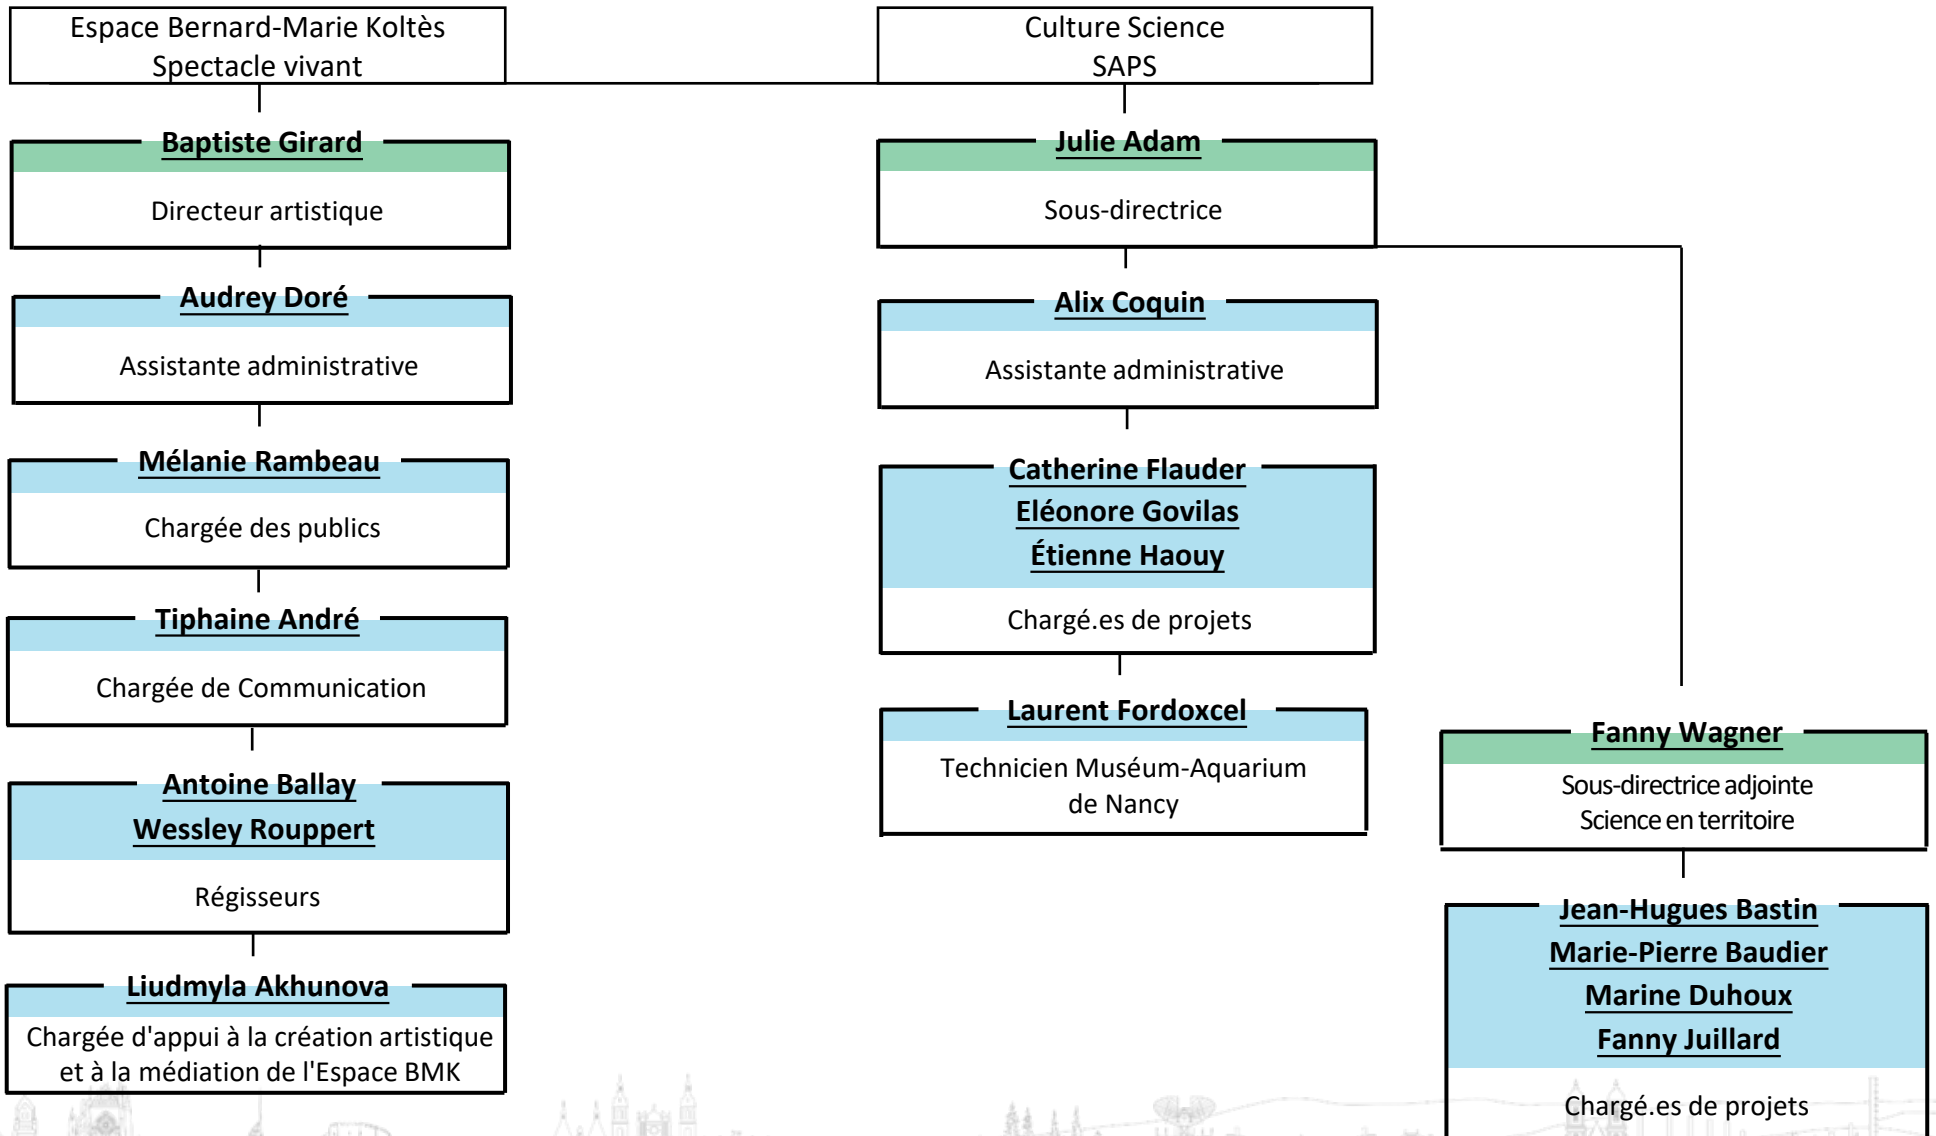 Espace Bernard-Marie Koltès
Spectacle vivant
Baptiste Girard
Directeur artistique
Audrey Doré
Assistante administrative
Mélanie Rambeau
Chargée des publics
Tiphaine André
Chargée de Communication
Antoine Ballay
Wessley Rouppert
Régisseurs
Liudmyla Akhunova
Chargée d'appui à la création artistique
et à la médiation de l'Espace BMK
Culture Science
SAPS
Julie Adam
Sous-directrice
Alix Coquin
Assistante administrative
Catherine Flauder
Eléonore Govilas
Étienne Haouy
Chargé.es de projets
Laurent Fordoxcel
Technicien Muséum-Aquarium
de Nancy
Fanny Wagner
Sous-directrice adjointe
Science en territoire
Jean-Hugues Bastin
Marie-Pierre Baudier
Marine Duhoux
Fanny Juillard
Chargé.es de projets